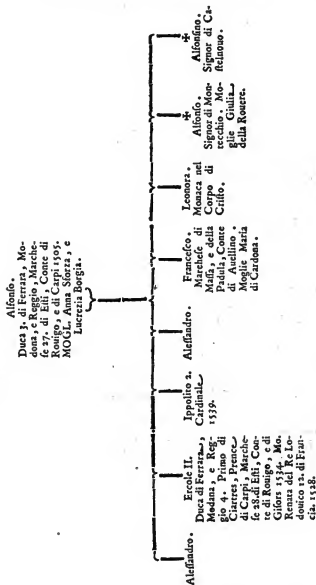 Alfonso.
Duca 3. di Ferrara, Mo-
dona, e Reggio, Marche-
se 27. di Esti, Conte di
Rouigo, e di Carpi 1505.
MOGL. Anna Sforza, e
Lucrezia Borgia.
Alessandro.
Ercole II.
Duca di Ferrara,
Modana, e Reg-
gio 4. Primo di
Ciartres, Prence
di Carpi, Marche-
se 28. di Esti, Con-
te di Rouigo, e di
Gisors 1534. Mo.
Renata del Re Lo-
douico 12. di Fran-
cia. 1528.
Ippolito 2.
Cardinale
1539.
Alessandro.
Francesco.
Marchese di
Massa, e della
Padula, Conte
di Auellino.
Moglie Maria
di Cardona.
Leonora.
Monaca nel
Corpo di
Cristo.
✠
Alfonso.
Signor di Mon-
tecchio. Mo-
glie Giulia
della Rouere.
✠
Alfonsino.
Signor di Ca-
stelnouo.